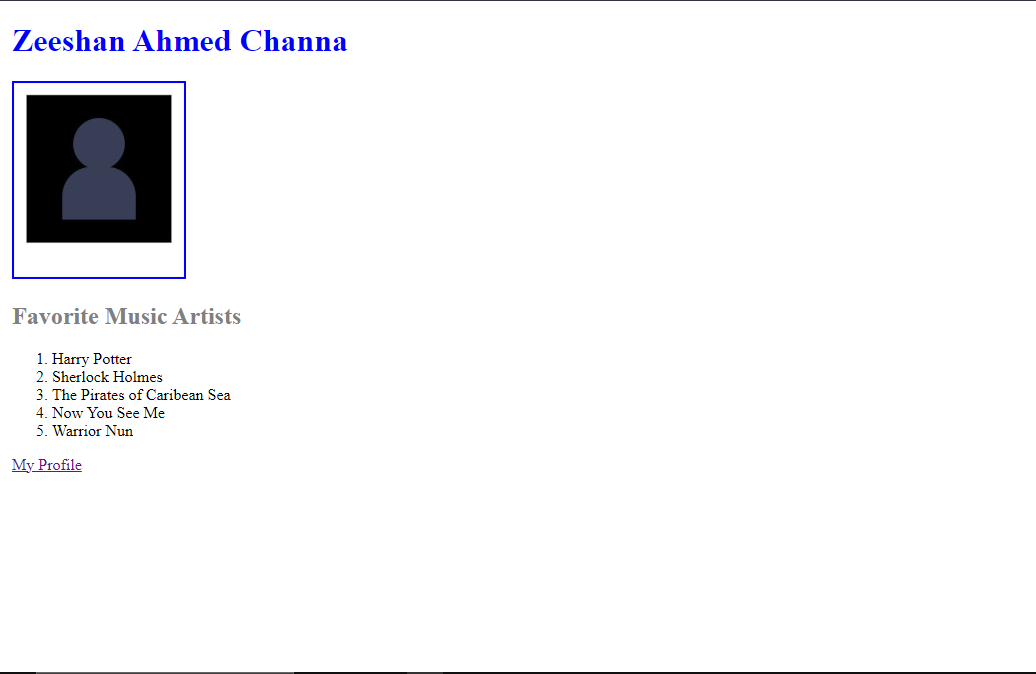 Zeeshan Ahmed Channa
Favorite Music Artists
1. Harry Potter
2. Sherlock Holmes
3. The Pirates of Caribean Sea
4. Now You See Me
5. Warrior Nun
My Profile